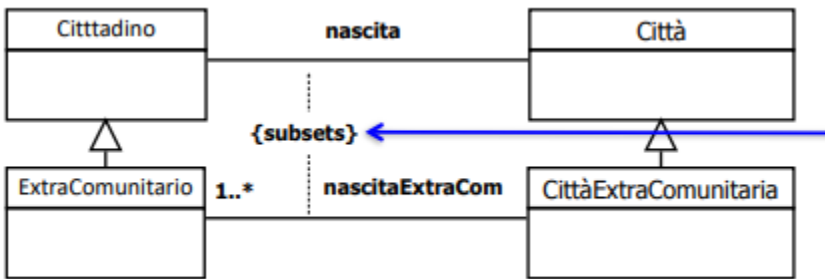 Citttadino
nascita
Città
{subsets}
ExtraComunitario
1..*
nascitaExtraCom
CittàExtraComunitaria